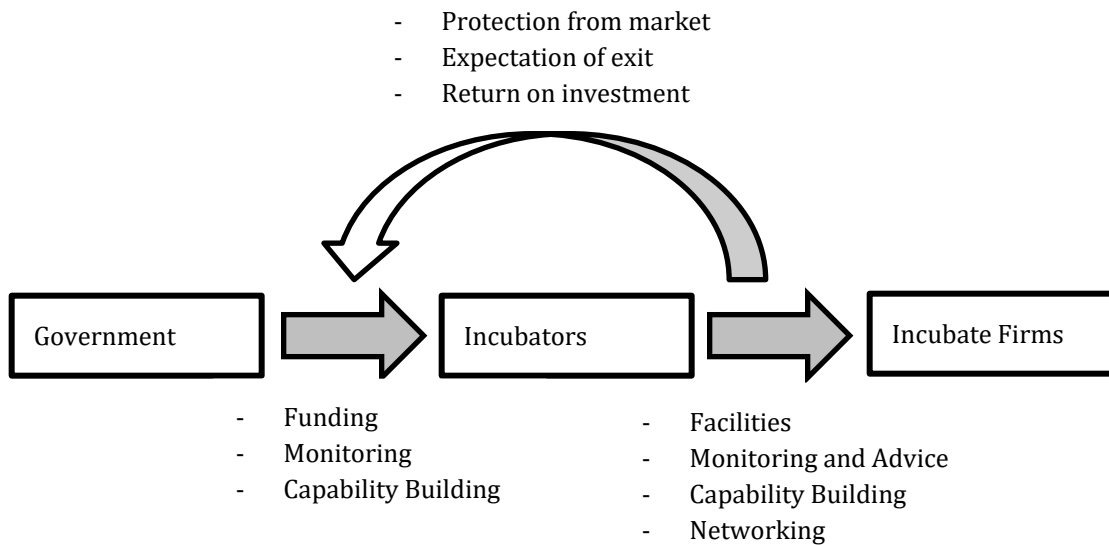 - Protection from market
- Expectation of exit
- Return on investment
Government
Incubators
Incubate Firms
- Funding
- Monitoring
- Capability Building
- Facilities
- Monitoring and Advice
- Capability Building
- Networking